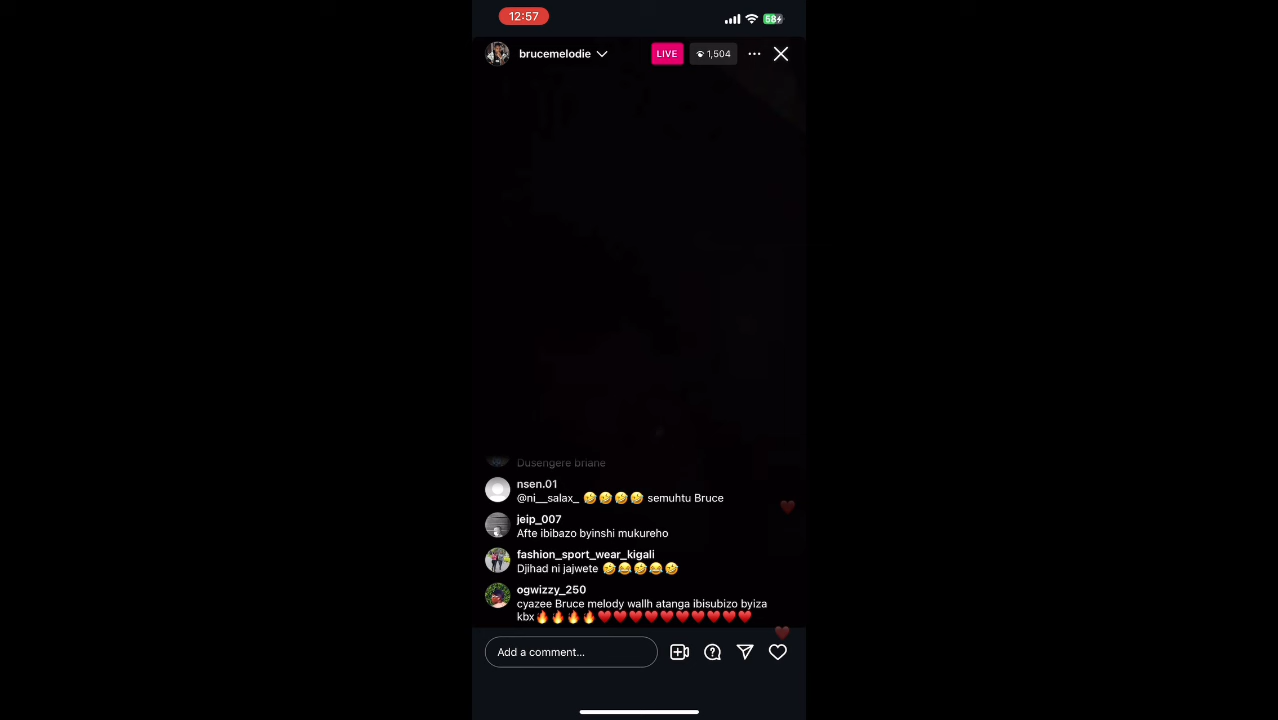 12:57
58
brucemelodie
LIVE
1,504
Dusengere briane
nsen.01
@ni__salax_ 🤣🤣🤣🤣 semuhtu Bruce
jeip_007
Afte ibibazo byinshi mukureho
fashion_sport_wear_kigali
Djihad ni jajwete 🤣😂🤣😂🤣
ogwizzy_250
cyazee Bruce melody wallh atanga ibisubizo byiza
kbx🔥🔥🔥🔥❤️❤️❤️❤️❤️❤️❤️❤️❤️❤️
Add a comment...